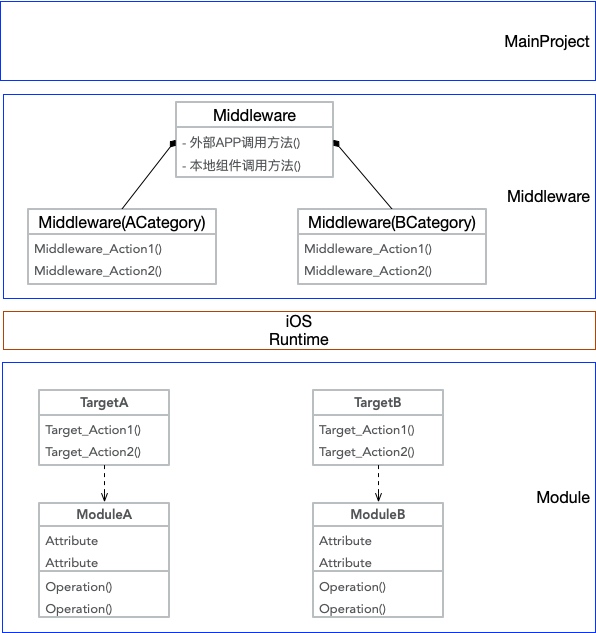 MainProject
Middleware
- 外部APP调用方法()
- 本地组件调用方法()
Middleware
Middleware(ACategory)
Middleware_Action1()
Middleware_Action2()
Middleware(BCategory)
Middleware_Action1()
Middleware_Action2()
iOS
Runtime
TargetA
Target_Action1()
Target_Action2()
TargetB
Target_Action1()
Target_Action2()
Module
ModuleA
Attribute
Attribute
Operation()
Operation()
ModuleB
Attribute
Attribute
Operation()
Operation()